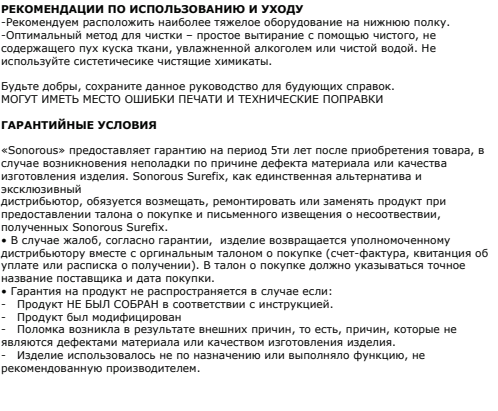 РЕКОМЕНДАЦИИ ПО ИСПОЛЬЗОВАНИЮ И УХОДУ
-Рекомендуем расположить наиболее тяжелое оборудование на нижнюю полку.
-Оптимальный метод для чистки – простое вытирание с помощью чистого, не
содержащего пух куска ткани, увлажненной алкоголем или чистой водой. Не
используйте систетичесике чистящие химикаты.
Будьте добры, сохраните данное руководство для будующих справок.
МОГУТ ИМЕТЬ МЕСТО ОШИБКИ ПЕЧАТИ И ТЕХНИЧЕСКИЕ ПОПРАВКИ
ГАРАНТИЙНЫЕ УСЛОВИЯ
«Sonorous» предоставляет гарантию на период 5ти лет после приобретения товара, в
случае возникновения неполадки по причине дефекта материала или качества
изготовления изделия. Sonorous Surefix, как единственная альтернатива и
эксклюзивный
дистрибьютор, обязуется возмещать, ремонтировать или заменять продукт при
предоставлении талона о покупке и письменного извещения о несоотвествии,
полученных Sonorous Surefix.
• В случае жалоб, согласно гарантии, изделие возвращается уполномоченному
дистрибьютору вместе с оргинальным талоном о покупке (счет-фактура, квитанция об
уплате или расписка о получении). В талон о покупке должно указываться точное
название поставщика и дата покупки.
• Гарантия на продукт не распространяется в случае если:
- Продукт НЕ БЫЛ СОБРАН в соответствии с инструкцией.
- Продукт был модифицирован
- Поломка возникла в результате внешних причин, то есть, причин, которые не
являются дефектами материала или качеством изготовления изделия.
- Изделие использовалось не по назначению или выполняло функцию, не
рекомендованную производителем.